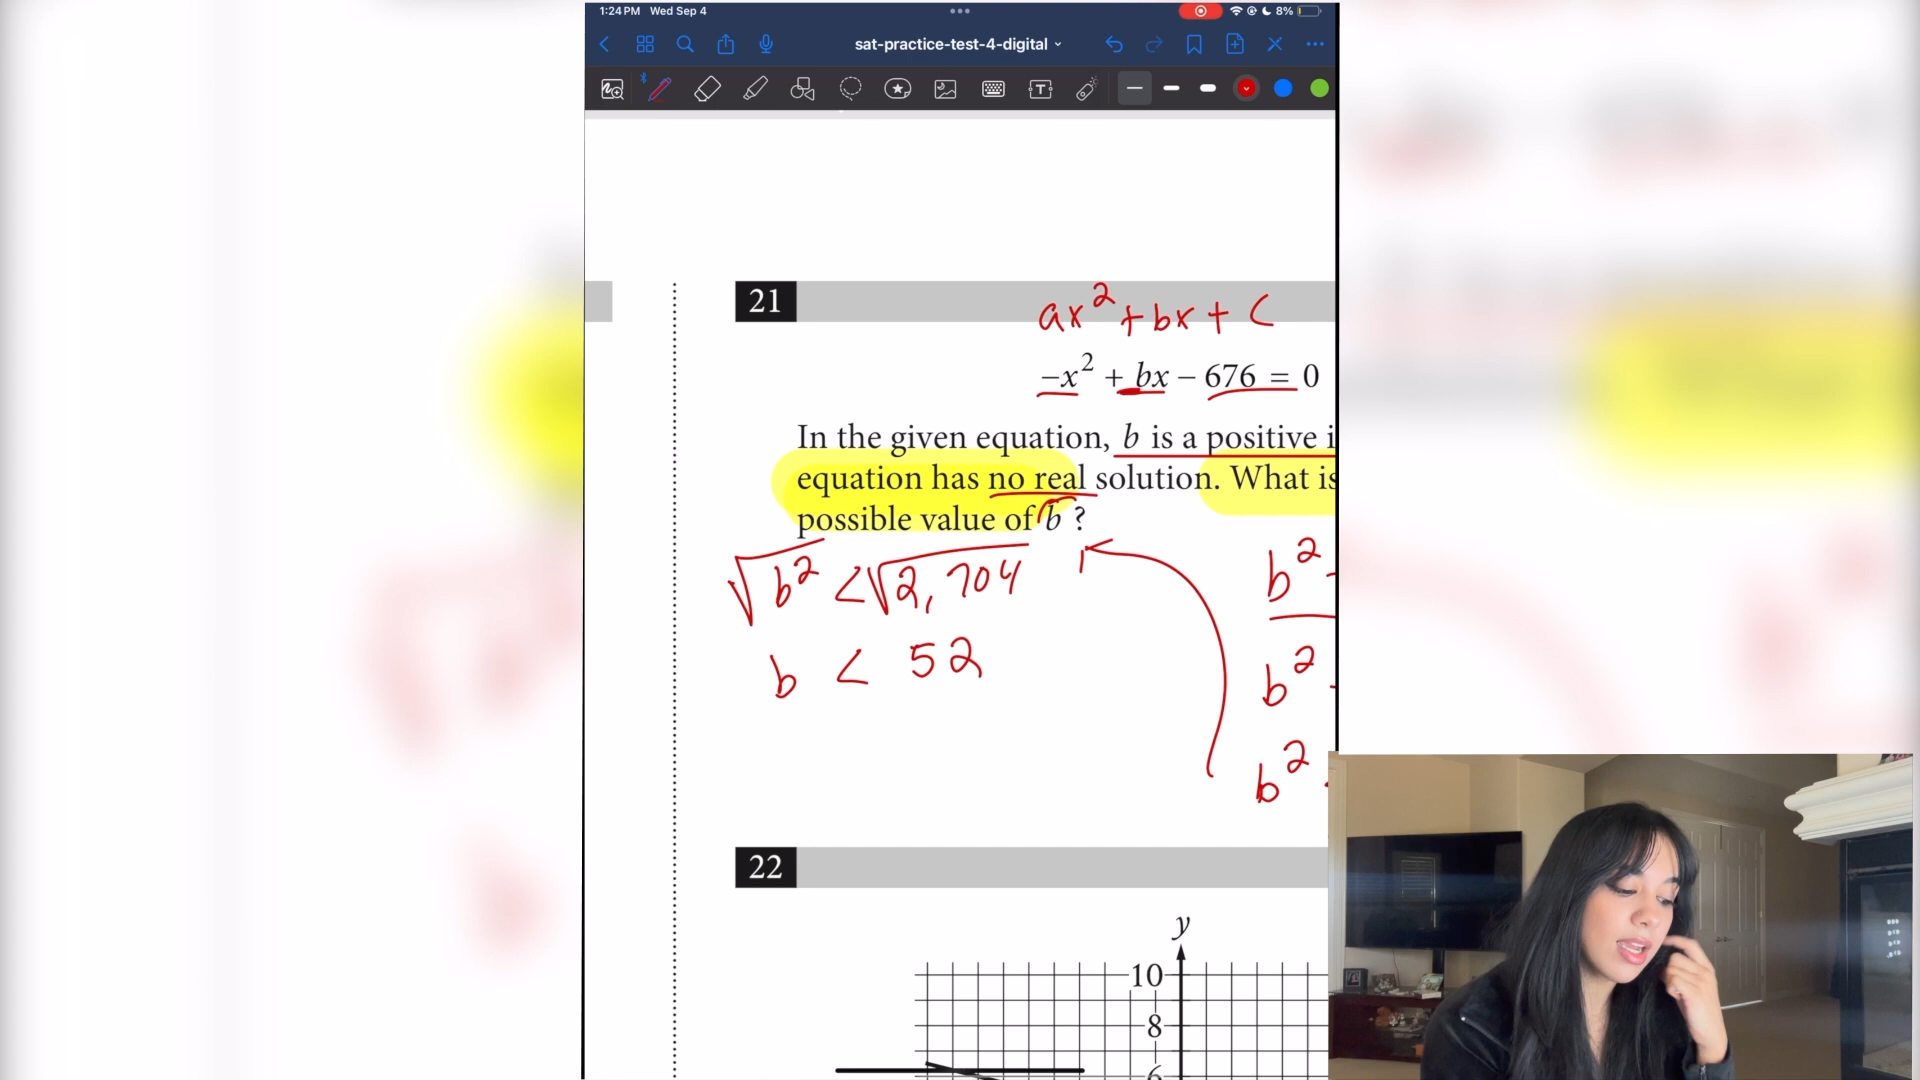 1:24 PM Wed Sep 4
8%
sat-practice-test-4-digital
21
ax² + bx + c
−x² + bx − 676 = 0
In the given equation, b is a positive i
equation has no real solution. What is
possible value of b ?
√b² < √2,704
b < 52
b² -
b² -
b²
22
y
10
8
6